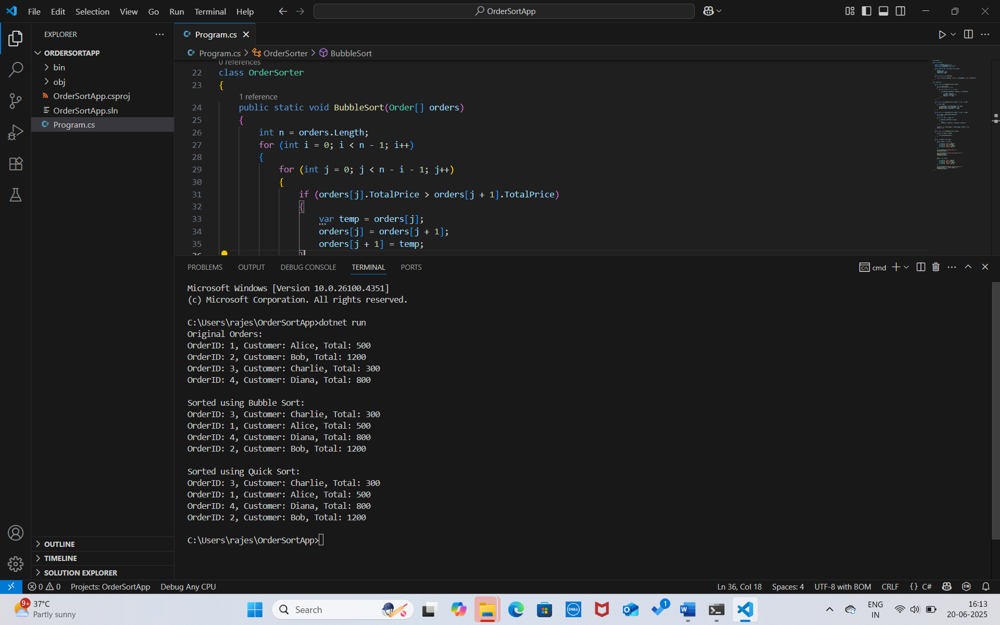 File Edit Selection View Go Run Terminal Help
OrderSortApp
EXPLORER
ORDERSORTAPP
bin
obj
OrderSortApp.csproj
OrderSortApp.sln
Program.cs
OUTLINE
TIMELINE
SOLUTION EXPLORER
Program.cs
Program.cs > OrderSorter > BubbleSort
0 references
22 class OrderSorter
23 {
1 reference
24 public static void BubbleSort(Order[] orders)
25 {
26 int n = orders.Length;
27 for (int i = 0; i < n - 1; i++)
28 {
29 for (int j = 0; j < n - i - 1; j++)
30 {
31 if (orders[j].TotalPrice > orders[j + 1].TotalPrice)
32 {
33 var temp = orders[j];
34 orders[j] = orders[j + 1];
35 orders[j + 1] = temp;
36 }
PROBLEMS OUTPUT DEBUG CONSOLE TERMINAL PORTS
cmd
Microsoft Windows [Version 10.0.26100.4351]
(c) Microsoft Corporation. All rights reserved.
C:\Users\rajes\OrderSortApp>dotnet run
Original Orders:
OrderID: 1, Customer: Alice, Total: 500
OrderID: 2, Customer: Bob, Total: 1200
OrderID: 3, Customer: Charlie, Total: 300
OrderID: 4, Customer: Diana, Total: 800
Sorted using Bubble Sort:
OrderID: 3, Customer: Charlie, Total: 300
OrderID: 1, Customer: Alice, Total: 500
OrderID: 4, Customer: Diana, Total: 800
OrderID: 2, Customer: Bob, Total: 1200
Sorted using Quick Sort:
OrderID: 3, Customer: Charlie, Total: 300
OrderID: 1, Customer: Alice, Total: 500
OrderID: 4, Customer: Diana, Total: 800
OrderID: 2, Customer: Bob, Total: 1200
C:\Users\rajes\OrderSortApp>
0 0 Projects: OrderSortApp Debug Any CPU
Ln 36, Col 18 Spaces: 4 UTF-8 with BOM CRLF {} C#
9+
37°C
Partly sunny
Search
DELL
1
ENG
IN
16:13
20-06-2025